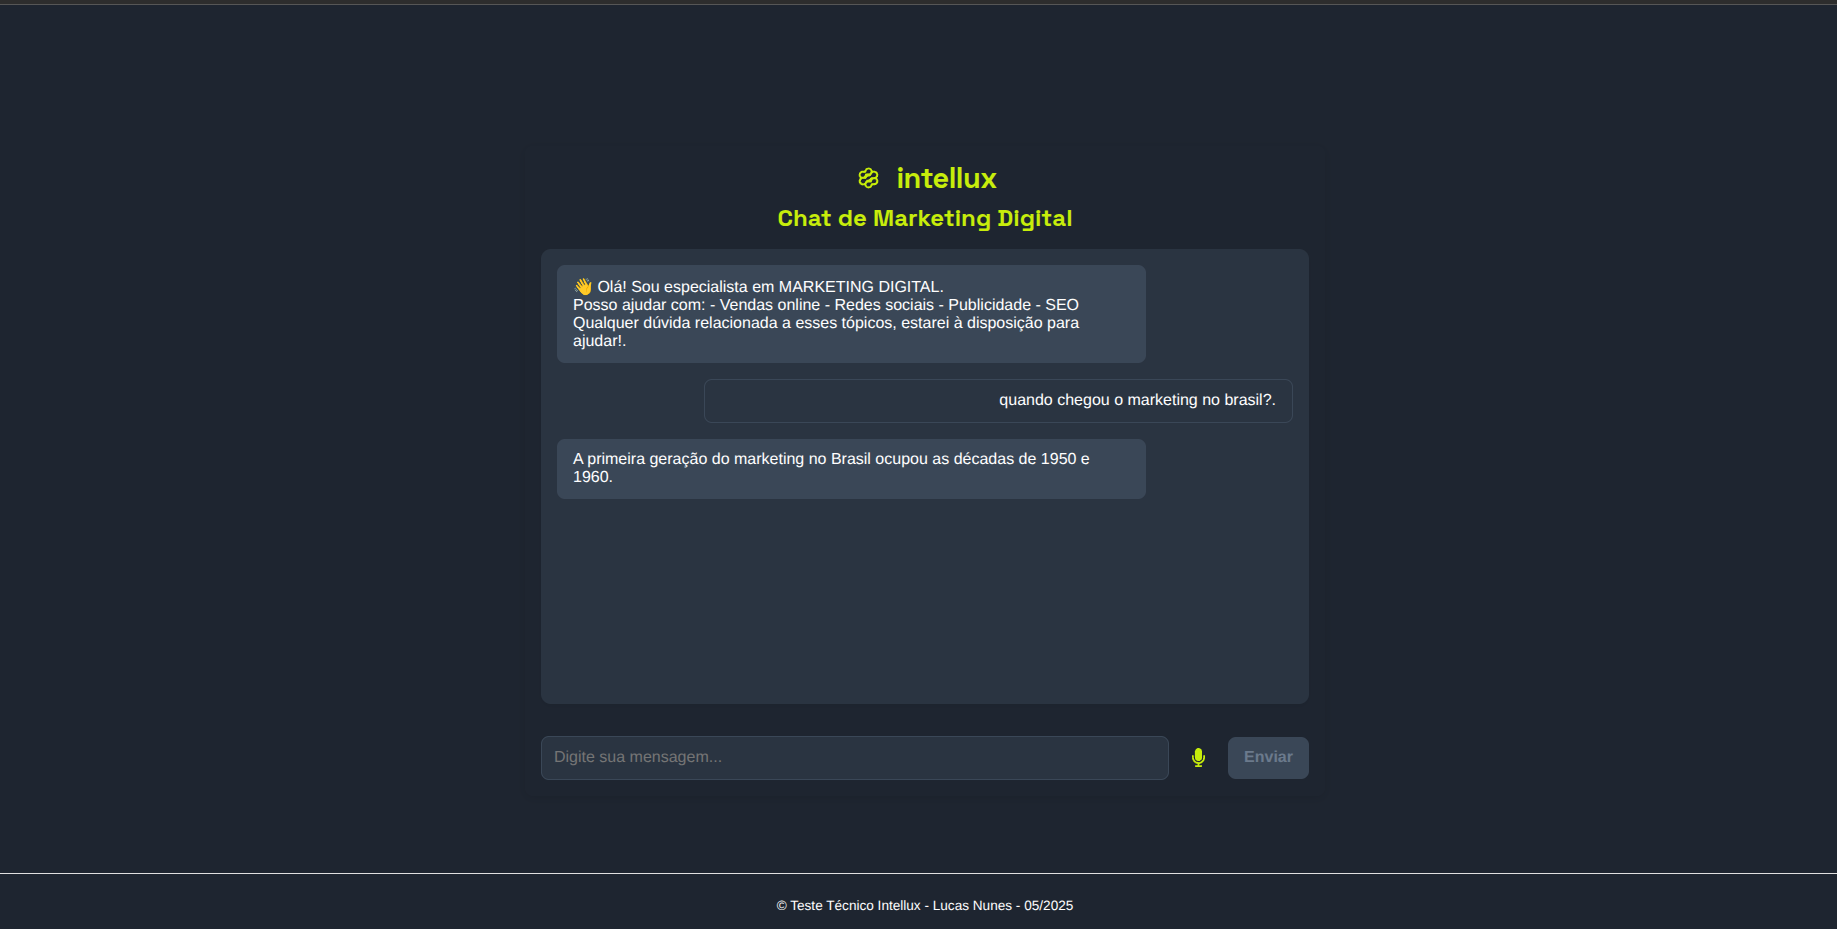 intellux
Chat de Marketing Digital
👋 Olá! Sou especialista em MARKETING DIGITAL.
Posso ajudar com: - Vendas online - Redes sociais - Publicidade - SEO
Qualquer dúvida relacionada a esses tópicos, estarei à disposição para
ajudar!.
quando chegou o marketing no brasil?.
A primeira geração do marketing no Brasil ocupou as décadas de 1950 e
1960.
Digite sua mensagem...
Enviar
© Teste Técnico Intellux - Lucas Nunes - 05/2025